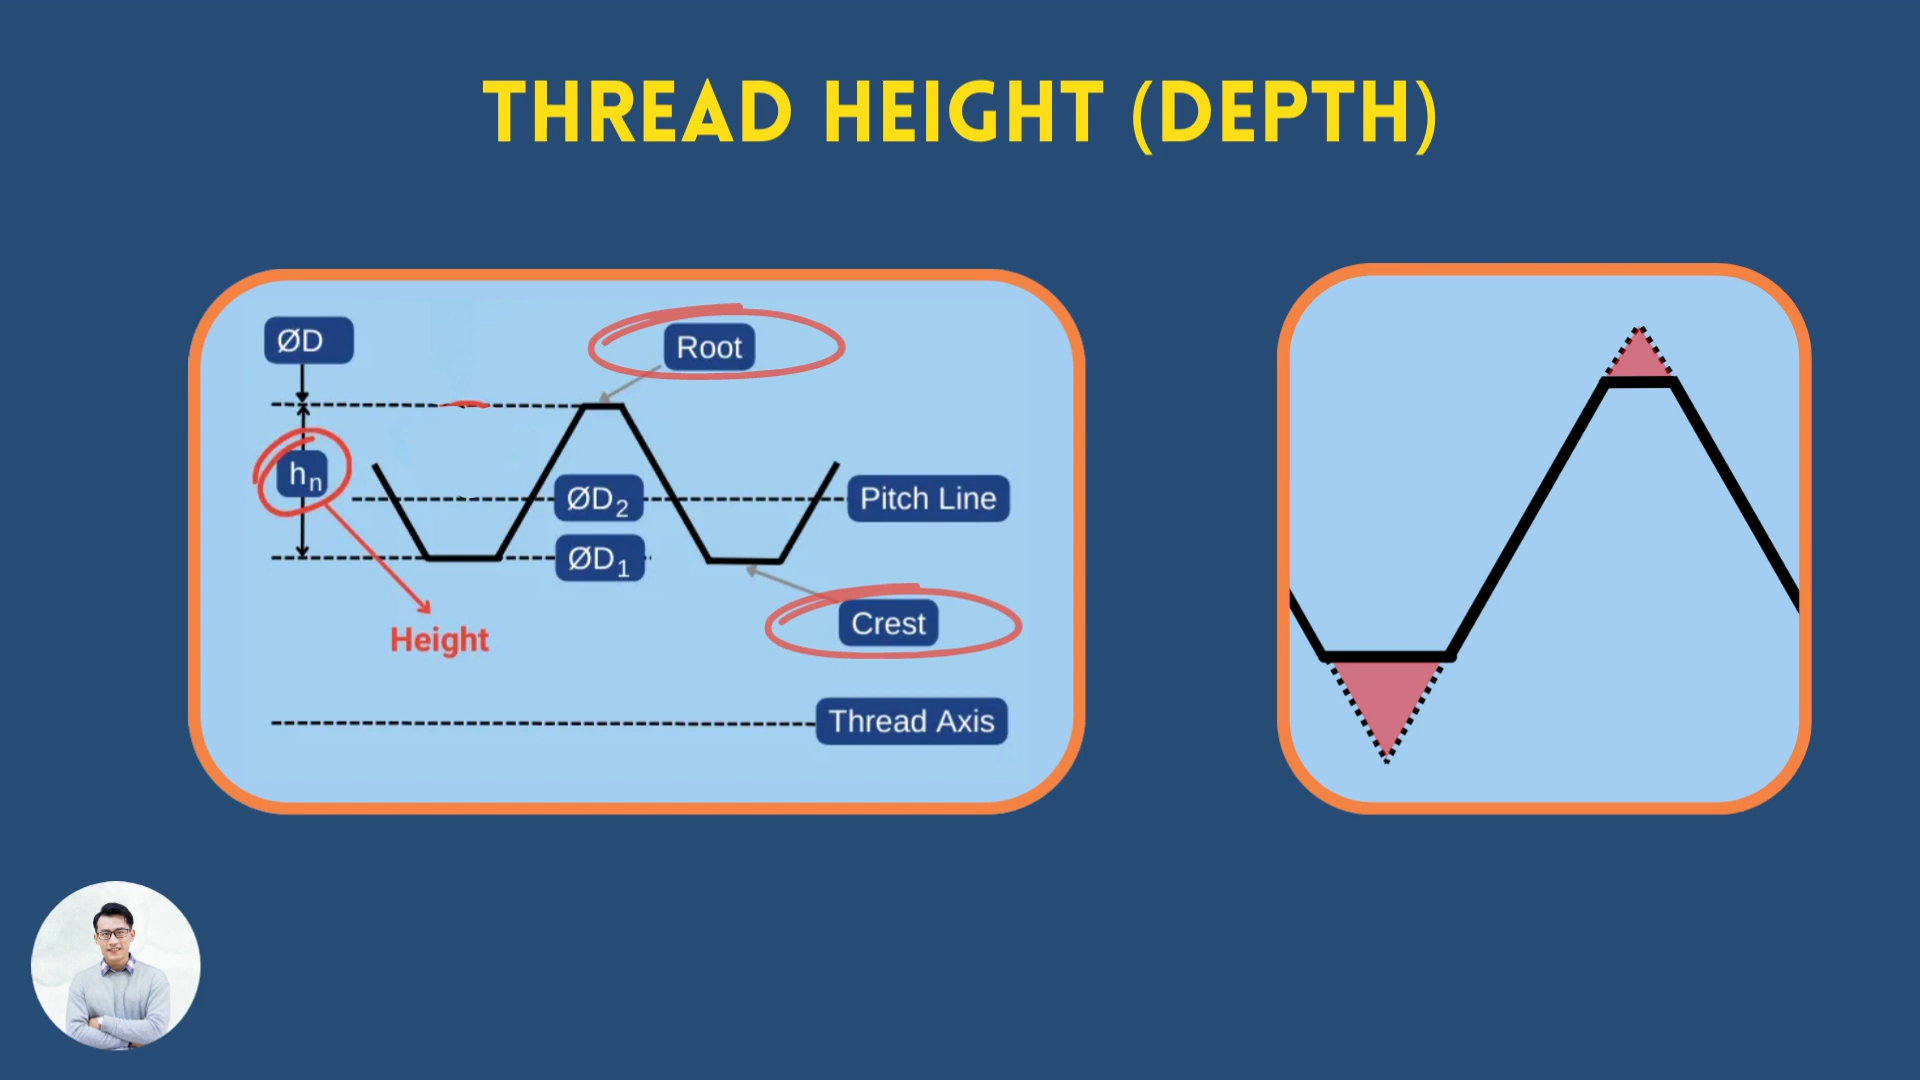 THREAD HEIGHT (DEPTH)
ØD
Root
hn
ØD2
Pitch Line
ØD1
Crest
Height
Thread Axis